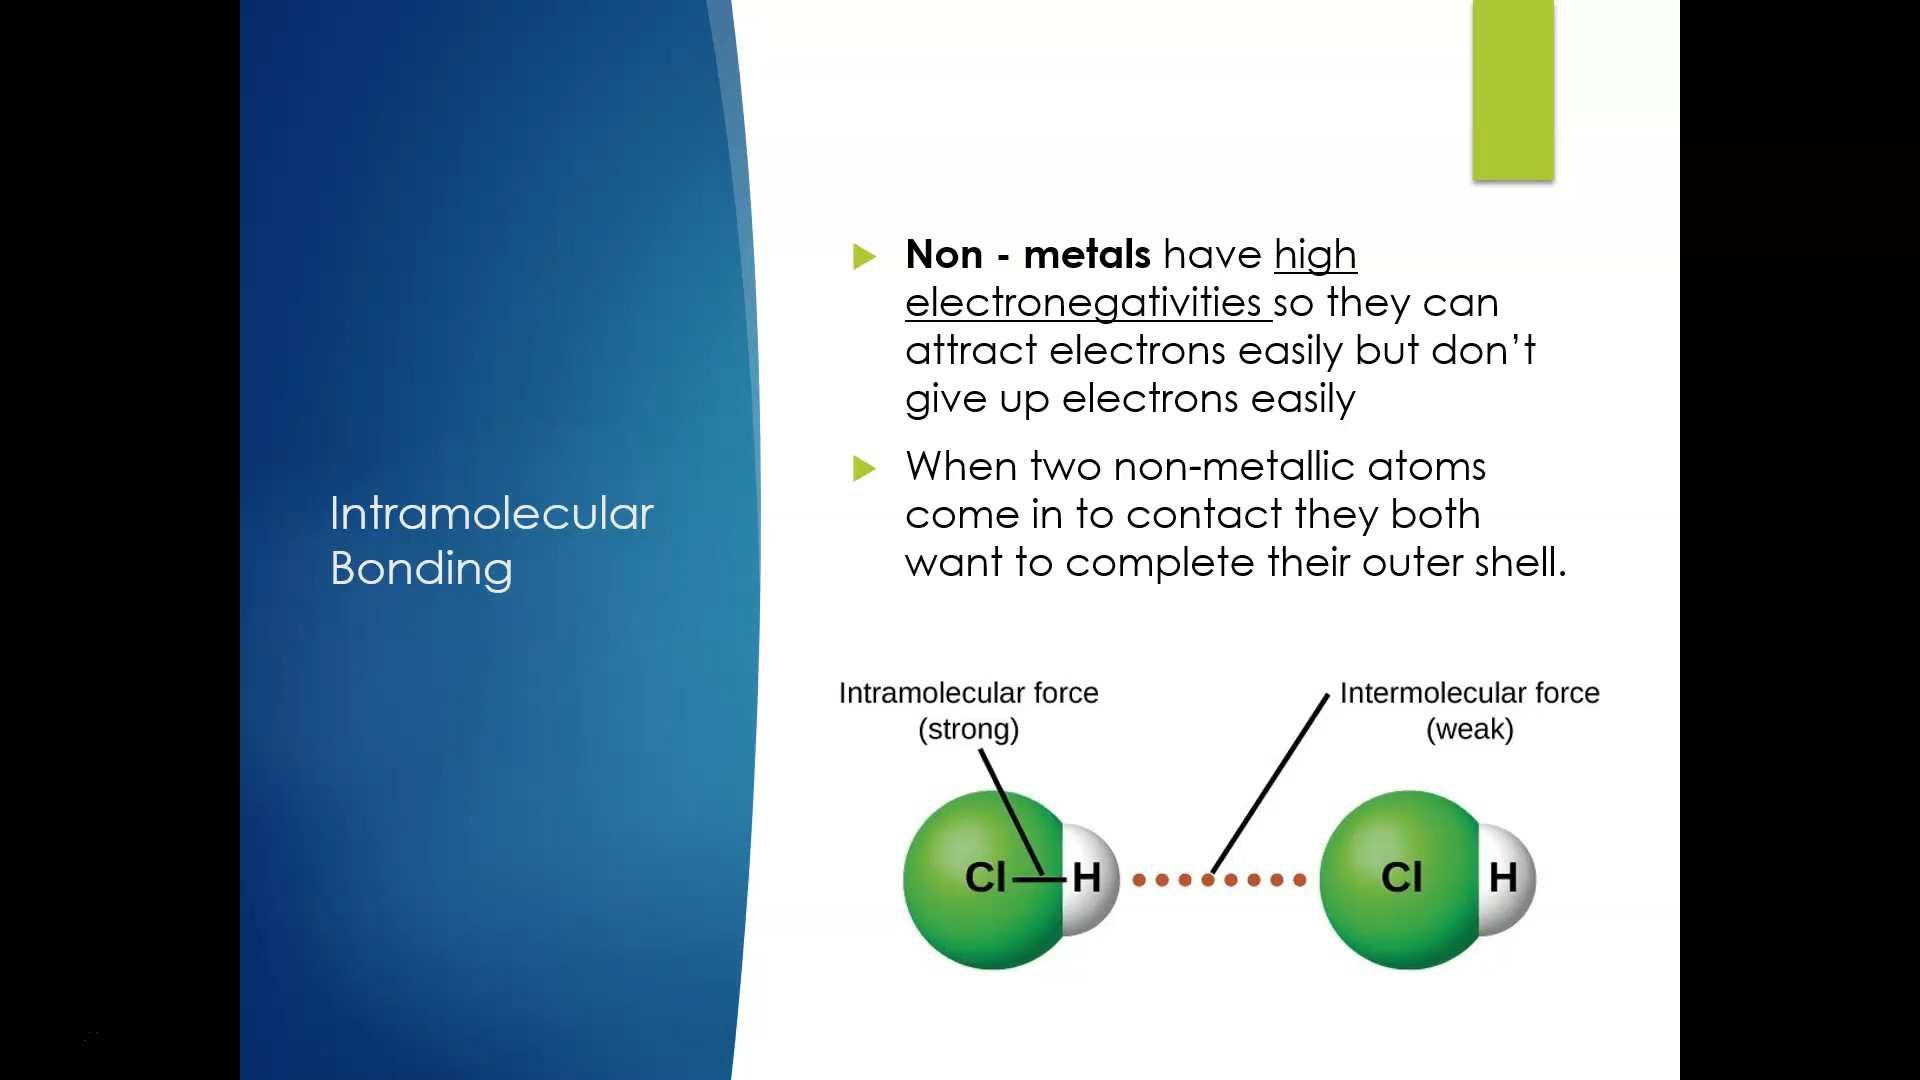 Intramolecular
Bonding
Non - metals have high
electronegativities so they can
attract electrons easily but don’t
give up electrons easily
When two non-metallic atoms
come in to contact they both
want to complete their outer shell.
Intramolecular force
(strong)
Intermolecular force
(weak)
Cl H
Cl H